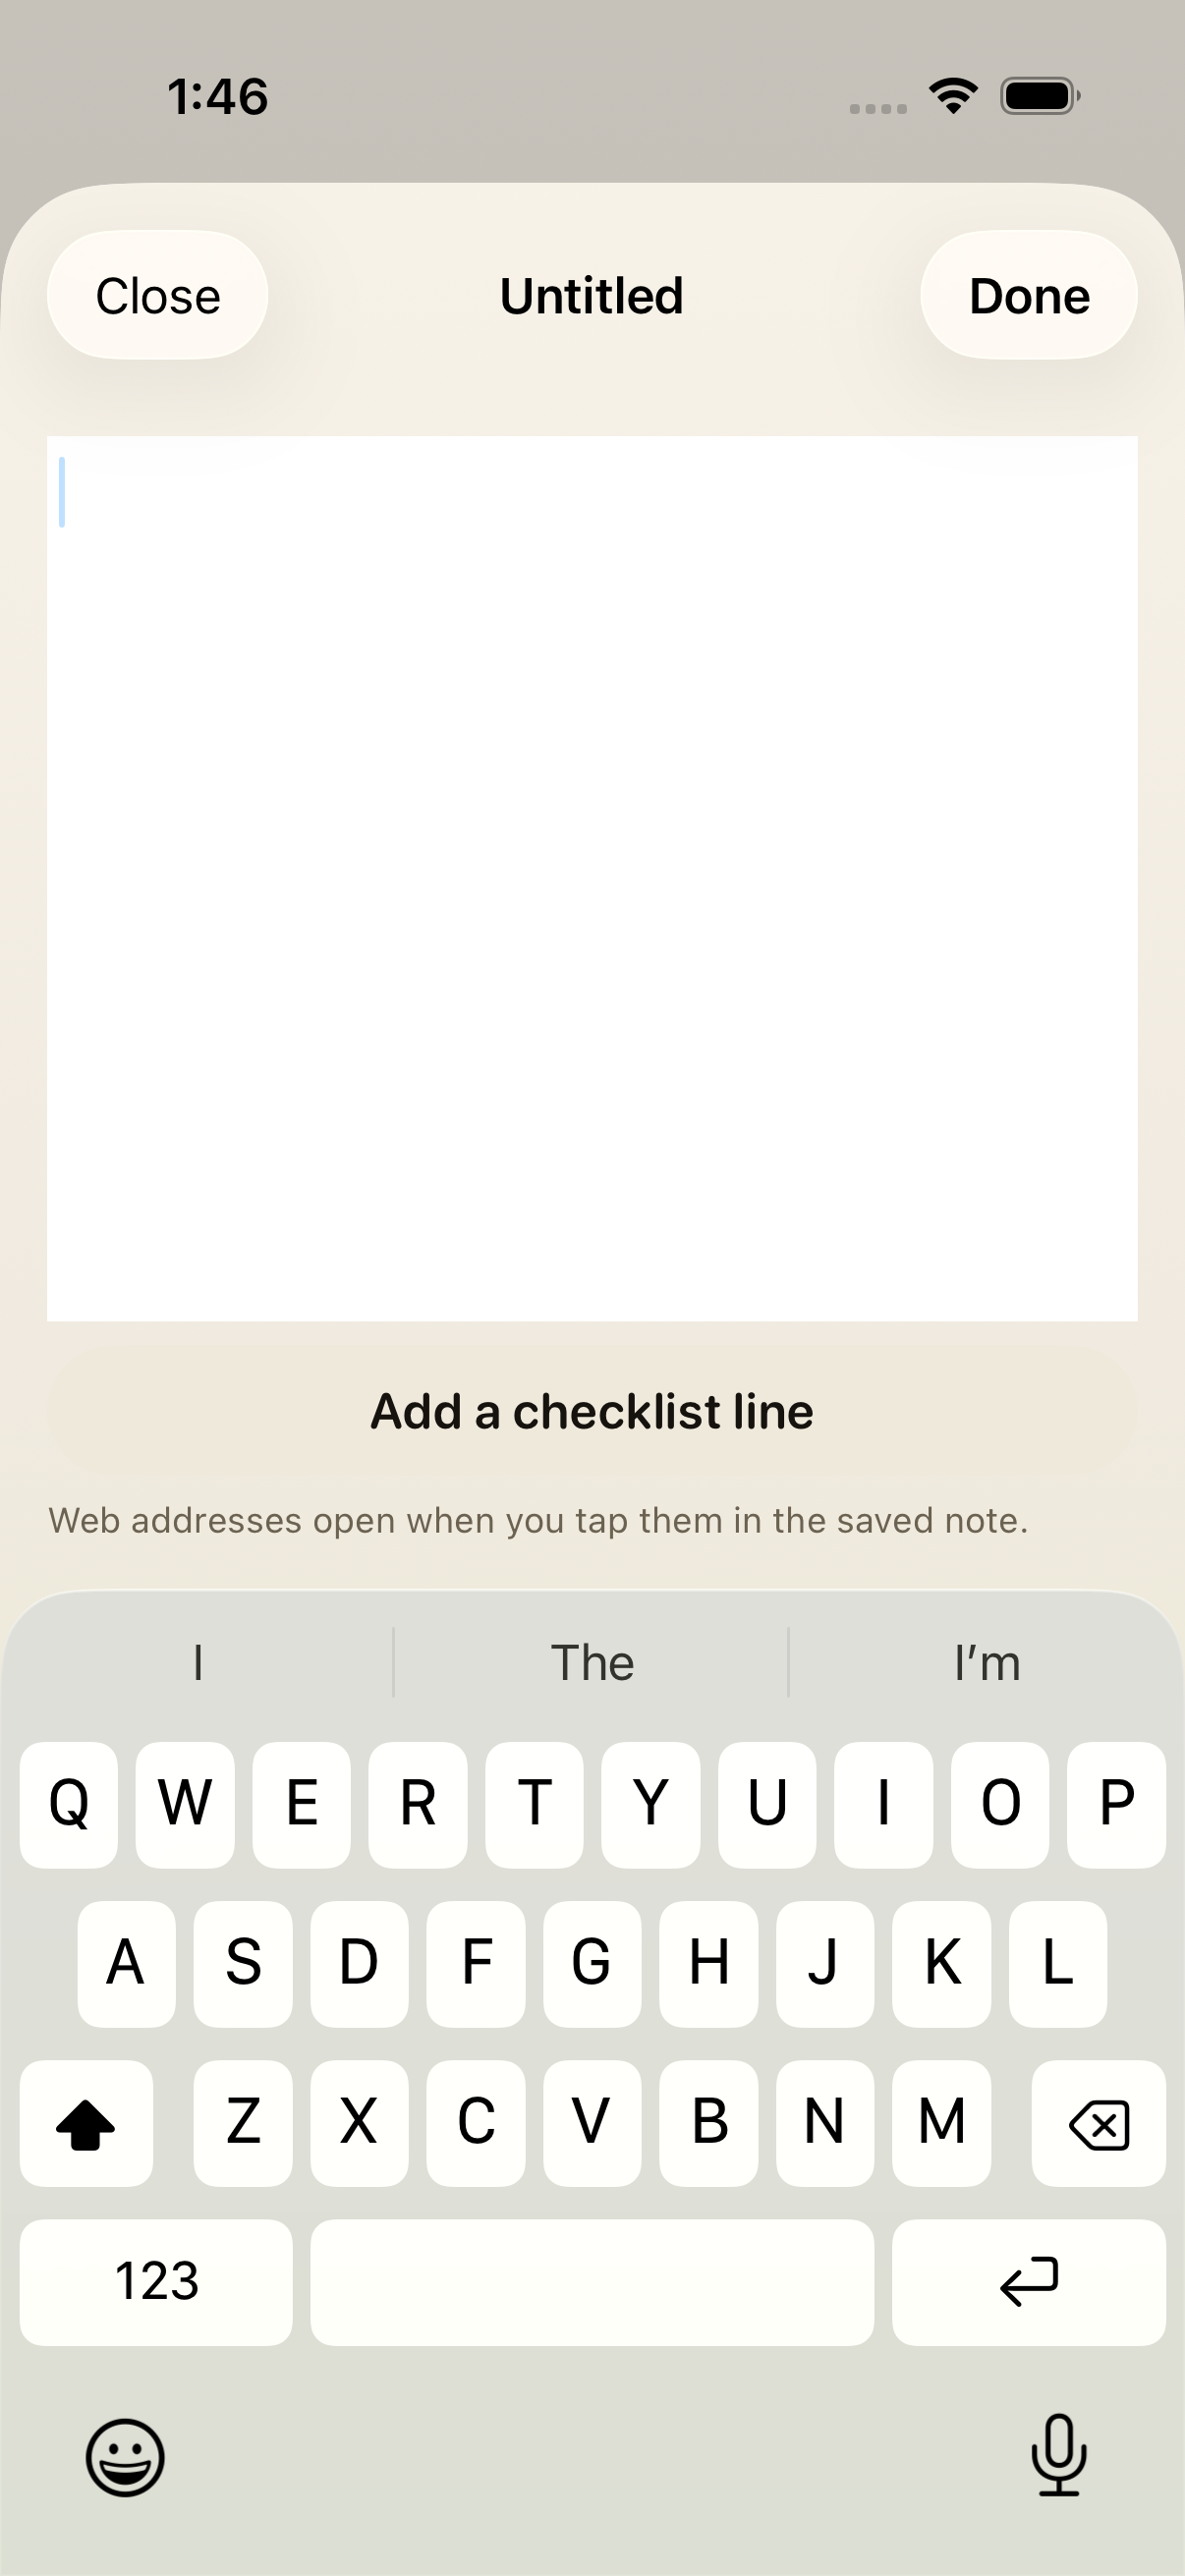 1:46
Close Untitled Done
Add a checklist line
Web addresses open when you tap them in the saved note.
I The I’m
Q W E R T Y U I O P
A S D F G H J K L
Z X C V B N M
123